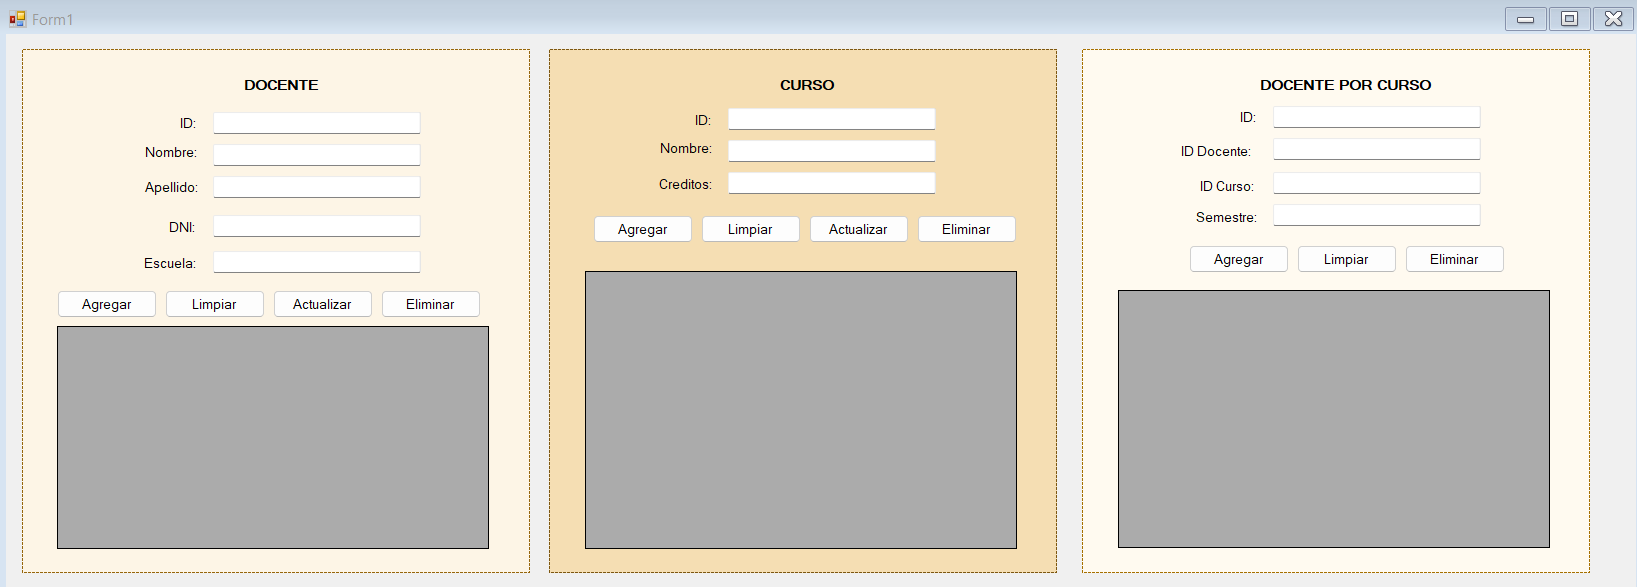 Form1
DOCENTE
ID:
Nombre:
Apellido:
DNI:
Escuela:
Agregar Limpiar Actualizar Eliminar
CURSO
ID:
Nombre:
Creditos:
Agregar Limpiar Actualizar Eliminar
DOCENTE POR CURSO
ID:
ID Docente:
ID Curso:
Semestre:
Agregar Limpiar Eliminar